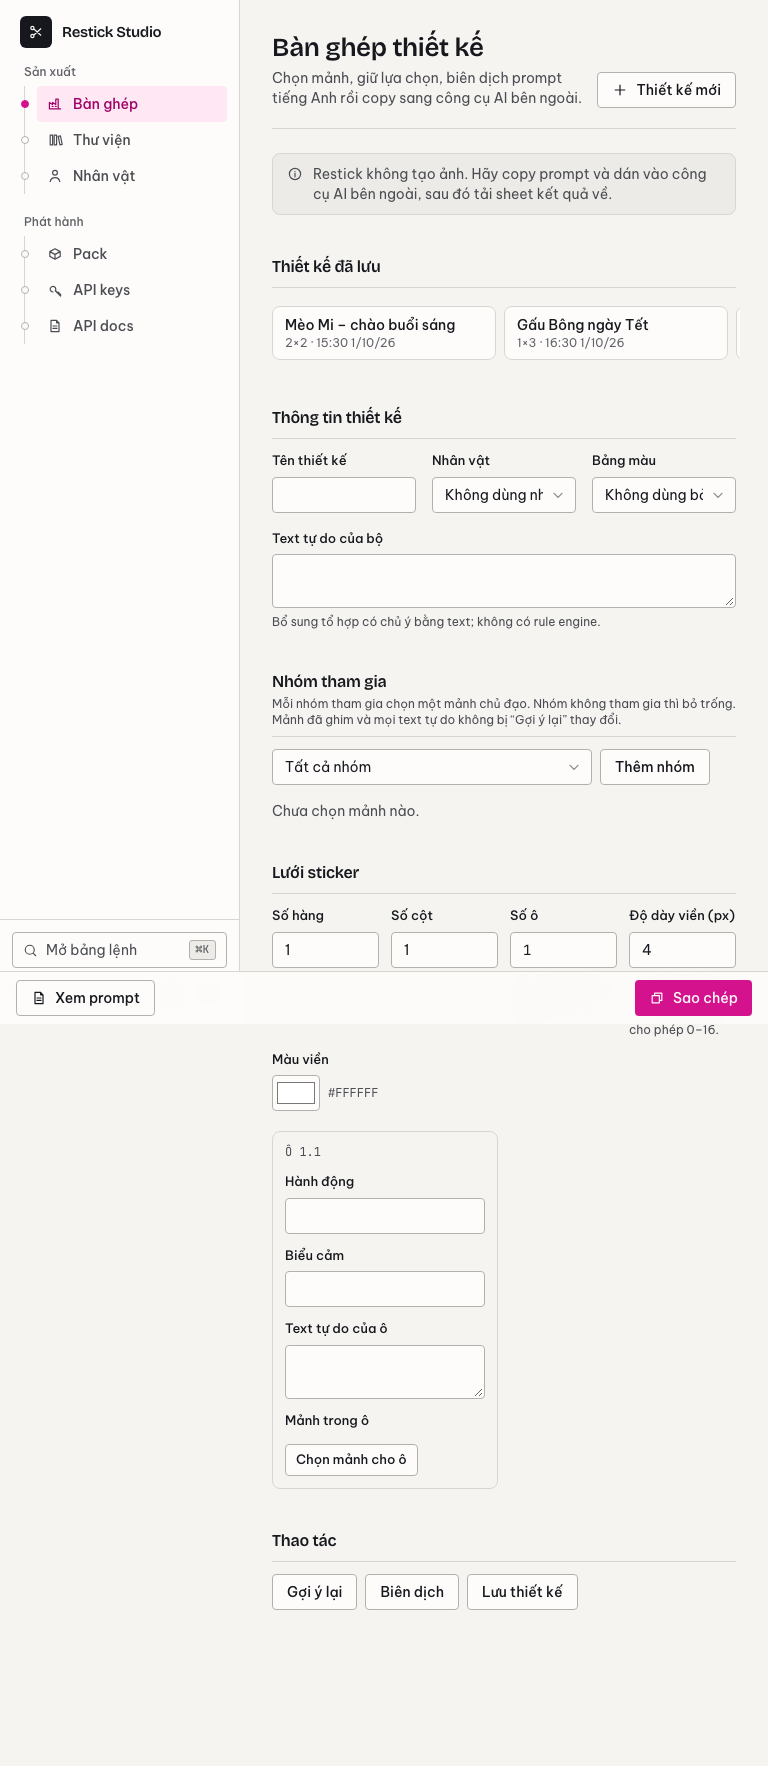 Restick Studio
Sản xuất
Bàn ghép
Thư viện
Nhân vật
Phát hành
Pack
API keys
API docs
Mở bảng lệnh
⌘K
Bàn ghép thiết kế
Chọn mảnh, giữ lựa chọn, biên dịch prompt
tiếng Anh rồi copy sang công cụ AI bên ngoài.
Thiết kế mới
Restick không tạo ảnh. Hãy copy prompt và dán vào công
cụ AI bên ngoài, sau đó tải sheet kết quả về.
Thiết kế đã lưu
Mèo Mi – chào buổi sáng
2×2 · 15:30 1/10/26
Gấu Bông ngày Tết
1×3 · 16:30 1/10/26
Thông tin thiết kế
Tên thiết kế
Nhân vật
Bảng màu
Không dùng nh
Không dùng bả
Text tự do của bộ
Bổ sung tổ hợp có chủ ý bằng text; không có rule engine.
Nhóm tham gia
Mỗi nhóm tham gia chọn một mảnh chủ đạo. Nhóm không tham gia thì bỏ trống.
Mảnh đã ghim và mọi text tự do không bị “Gợi ý lại” thay đổi.
Tất cả nhóm
Thêm nhóm
Chưa chọn mảnh nào.
Lưới sticker
Số hàng
Số cột
Số ô
Độ dày viền (px)
1
1
1
4
Xem prompt
Sao chép
cho phép 0–16.
Màu viền
#FFFFFF
Ô 1.1
Hành động
Biểu cảm
Text tự do của ô
Mảnh trong ô
Chọn mảnh cho ô
Thao tác
Gợi ý lại
Biên dịch
Lưu thiết kế